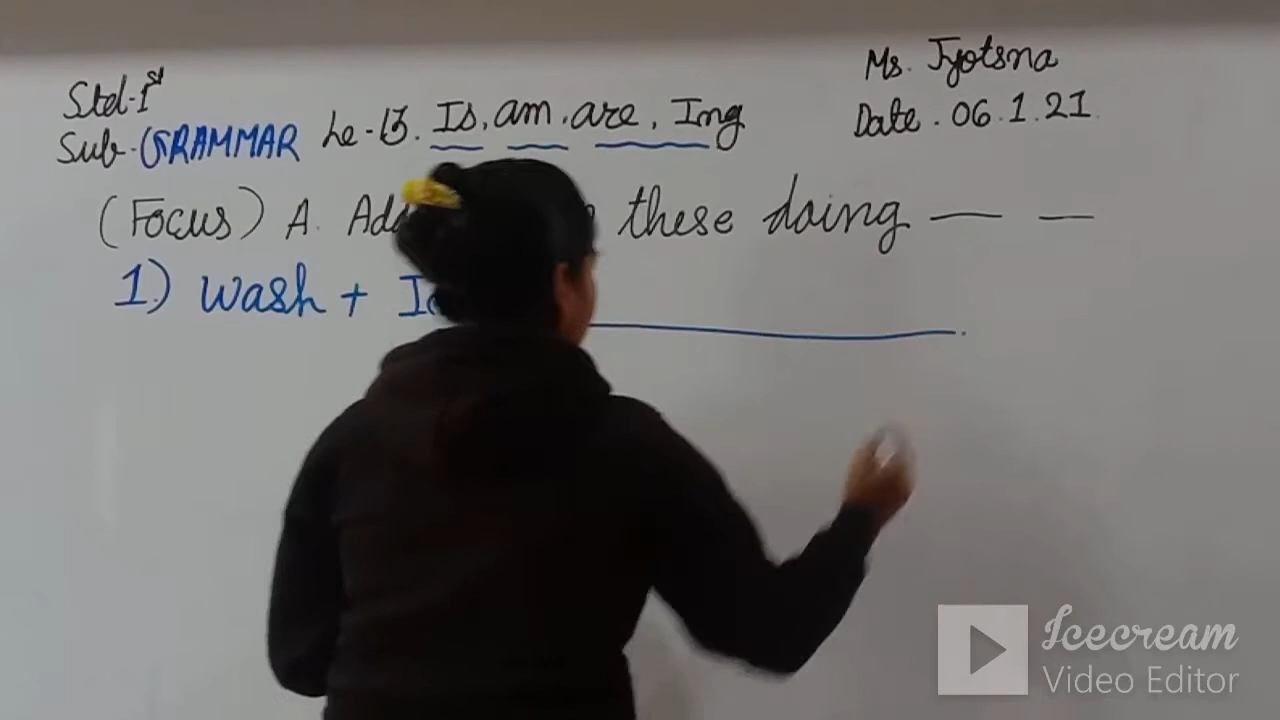 Std-1st
Ms. Jyotsna
Sub-GRAMMAR Le-13. Is, am, are, Ing
Date. 06.1.21.
(Focus) A. Add these doing — —
1) Wash +
Icecream
Video Editor